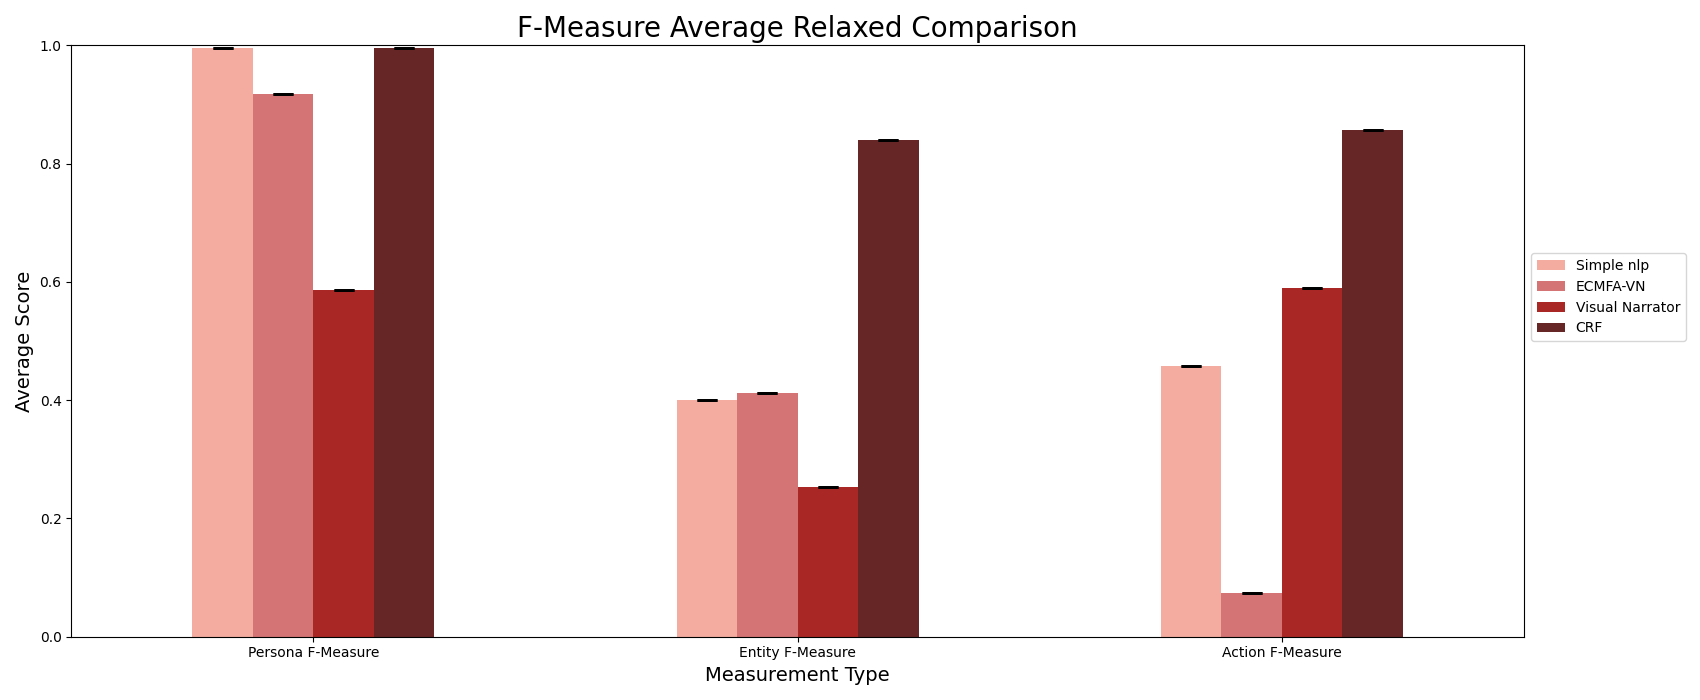 F-Measure Average Relaxed Comparison
Average Score
1.0
0.8
0.6
0.4
0.2
0.0
Persona F-Measure
Entity F-Measure
Action F-Measure
Measurement Type
Simple nlp
ECMFA-VN
Visual Narrator
CRF